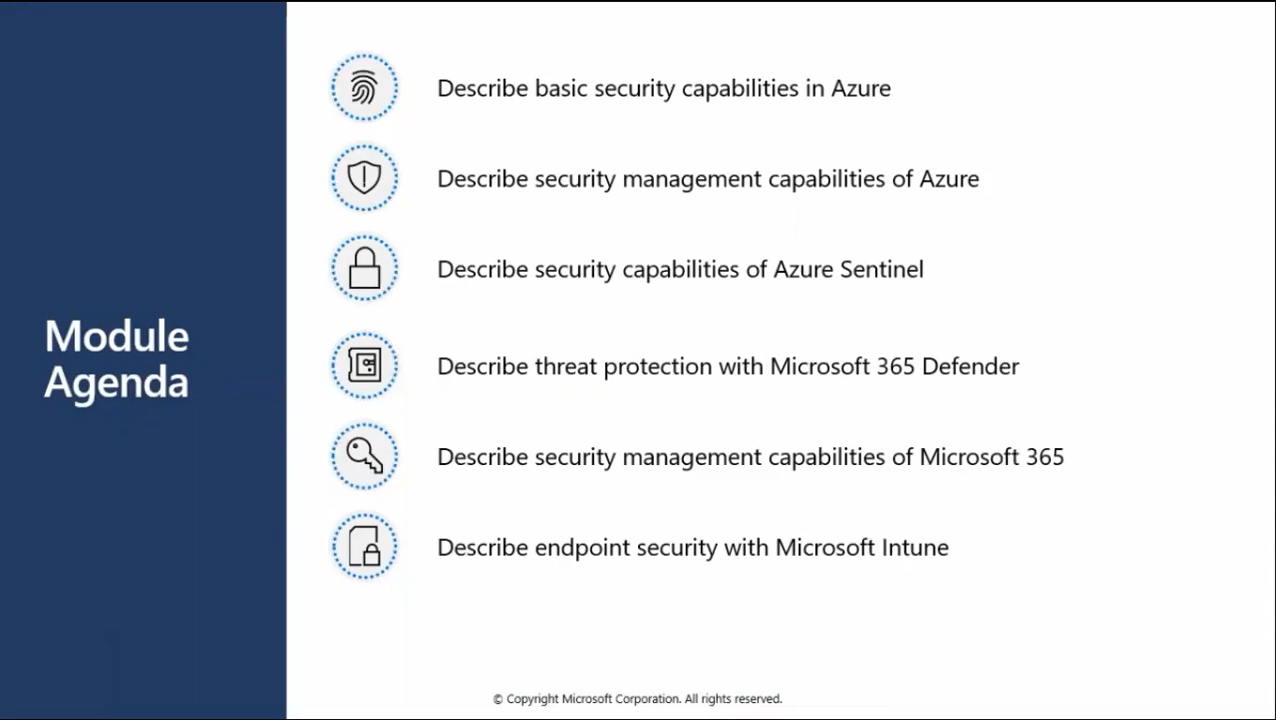 Module
Agenda
Describe basic security capabilities in Azure
Describe security management capabilities of Azure
Describe security capabilities of Azure Sentinel
Describe threat protection with Microsoft 365 Defender
Describe security management capabilities of Microsoft 365
Describe endpoint security with Microsoft Intune
© Copyright Microsoft Corporation. All rights reserved.